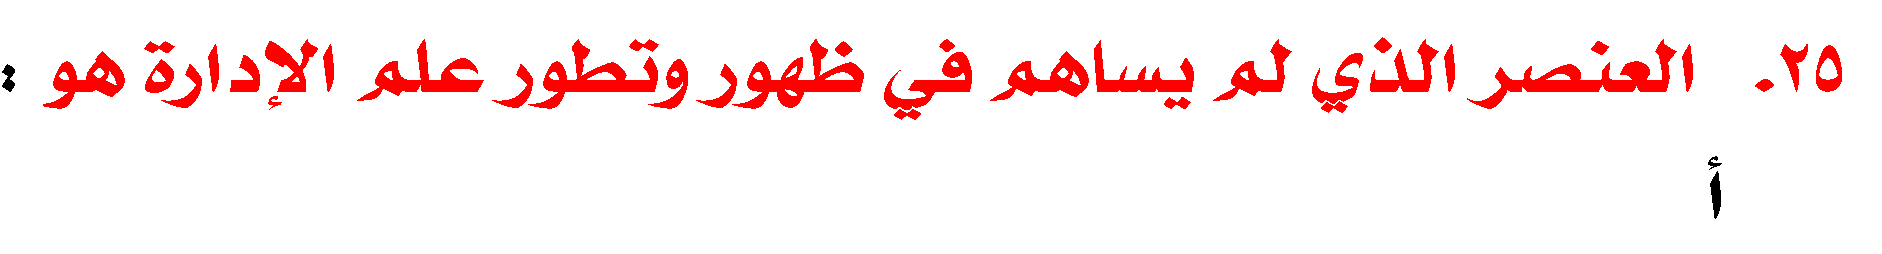 ٢٥. العنصر الذي لم يساهم في ظهور وتطور علم الإدارة هو :
أ